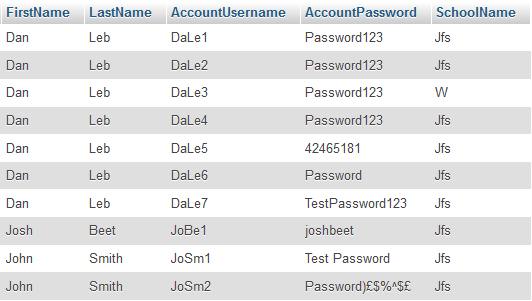 FirstName LastName AccountUsername AccountPassword SchoolName
Dan Leb DaLe1 Password123 Jfs
Dan Leb DaLe2 Password123 Jfs
Dan Leb DaLe3 Password123 W
Dan Leb DaLe4 Password123 Jfs
Dan Leb DaLe5 42465181 Jfs
Dan Leb DaLe6 Password Jfs
Dan Leb DaLe7 TestPassword123 Jfs
Josh Beet JoBe1 joshbeet Jfs
John Smith JoSm1 Test Password Jfs
John Smith JoSm2 Password)£$%^$£ Jfs